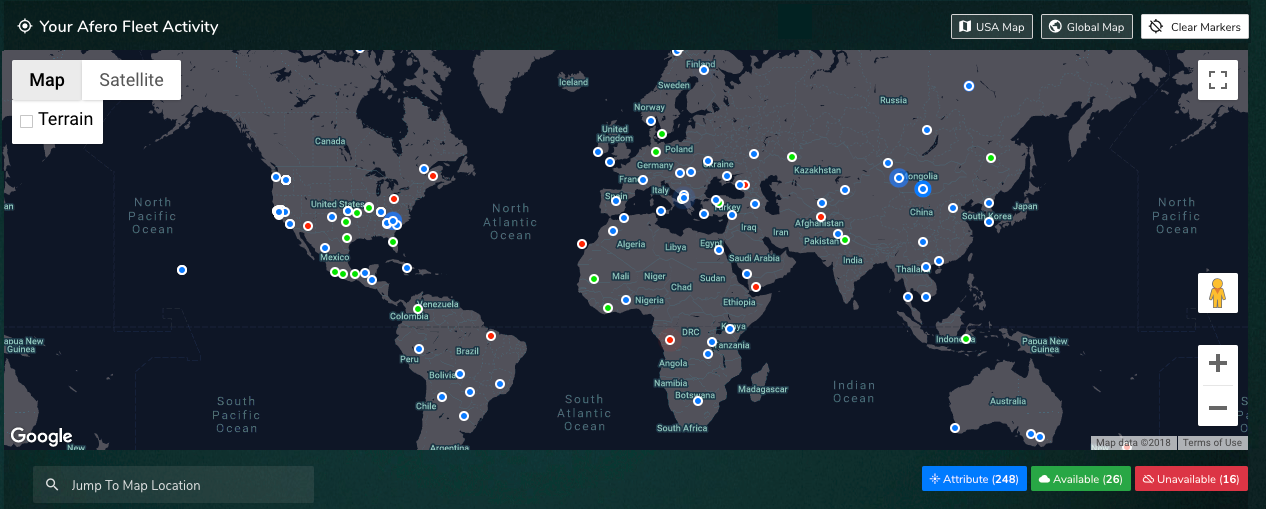 Your Afero Fleet Activity
USA Map
Global Map
Clear Markers
Map
Satellite
Terrain
Iceland
Finland
Sweden
Norway
Russia
Canada
United
Kingdom
Poland
Germany
Ukraine
Kazakhstan
Mongolia
France
Italy
Spain
Turkey
United States
China
South Korea
Japan
North
Pacific
Ocean
North
Atlantic
Ocean
North
Pacific
Ocean
Afghanistan
Iraq
Iran
Pakistan
Algeria
Libya
Egypt
Saudi Arabia
India
Mexico
Mali
Niger
Chad
Sudan
Thailand
Nigeria
Ethiopia
Venezuela
Colombia
DRC
Kenya
Tanzania
Indonesia
Papua New
Guinea
apua New
Guinea
Peru
Brazil
Bolivia
Angola
Namibia
Botswana
Madagascar
Indian
Ocean
Chile
South
Pacific
Ocean
South
Atlantic
Ocean
Australia
South Africa
Argentina
Google
New
Map data ©2018
Terms of Use
Jump To Map Location
Attribute (248)
Available (26)
Unavailable (16)